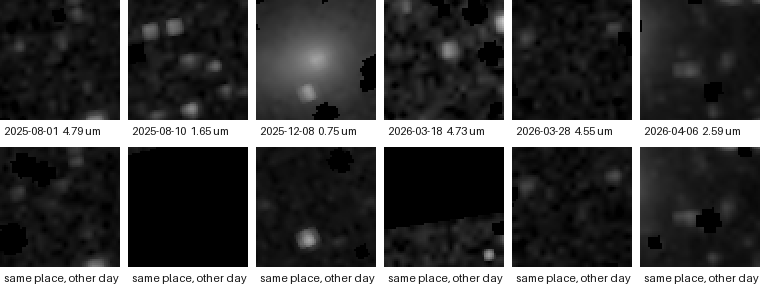 2025-08-01 4.79 um
2025-08-10 1.65 um
2025-12-08 0.75 um
2026-03-18 4.73 um
2026-03-28 4.55 um
2026-04-06 2.59 um
same place, other day
same place, other day
same place, other day
same place, other day
same place, other day
same place, other day